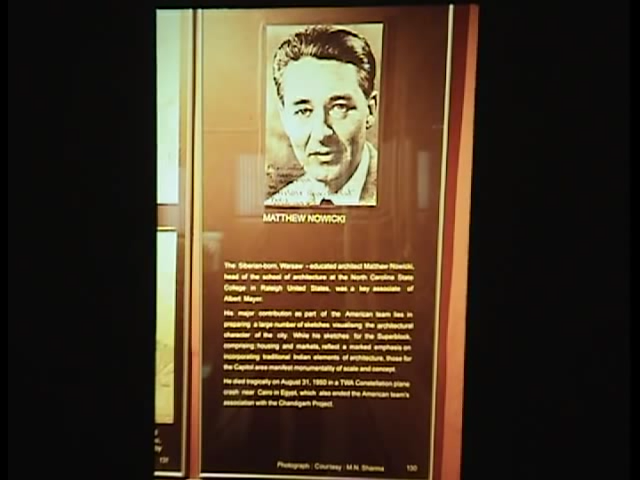 MATTHEW NOWICKI
The Siberian-born, Warsaw - educated architect Matthew Nowicki,
head of the school of architecture at the North Carolina State
College in Raleigh United States, was a key associate of
Albert Mayer.
His major contribution as part of the American team lies in
preparing a large number of sketches visualising the architectural
character of the city. While his sketches for the Superblock,
comprising housing and markets, reflect a marked emphasis on
incorporating traditional Indian elements of architecture, those for
the Capitol area manifest monumentality of scale and concept.
He died tragically on August 31, 1950 in a TWA Constellation plane
crash near Cairo in Egypt, which also ended the American team's
association with the Chandigarh Project.
Photograph : Courtesy : M.N. Sharma 130